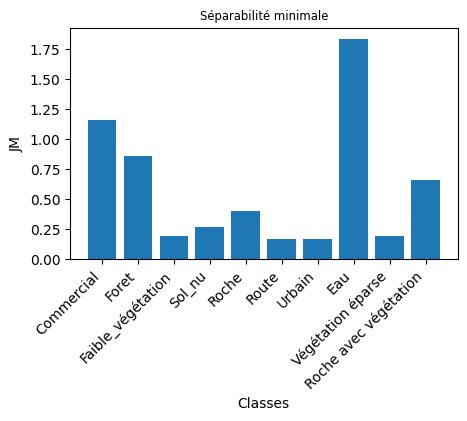 Séparabilité minimale
1.75
1.50
1.25
1.00
0.75
0.50
0.25
0.00
JM
Commercial
Foret
Faible_végétation
Sol_nu
Roche
Route
Urbain
Eau
Végétation éparse
Roche avec végétation
Classes